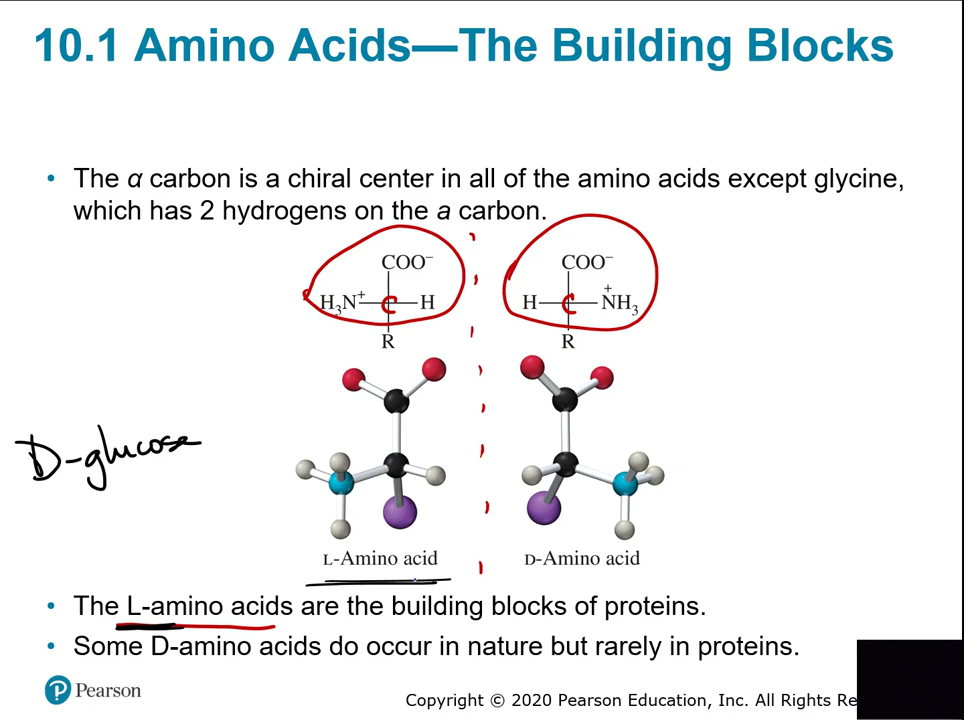 10.1 Amino Acids—The Building Blocks
• The α carbon is a chiral center in all of the amino acids except glycine,
which has 2 hydrogens on the a carbon.
COO⁻ COO⁻
H₃N⁺ C H H C N⁺H₃
R R
D-glucose
L-Amino acid D-Amino acid
• The L-amino acids are the building blocks of proteins.
• Some D-amino acids do occur in nature but rarely in proteins.
P Pearson
Copyright © 2020 Pearson Education, Inc. All Rights Re